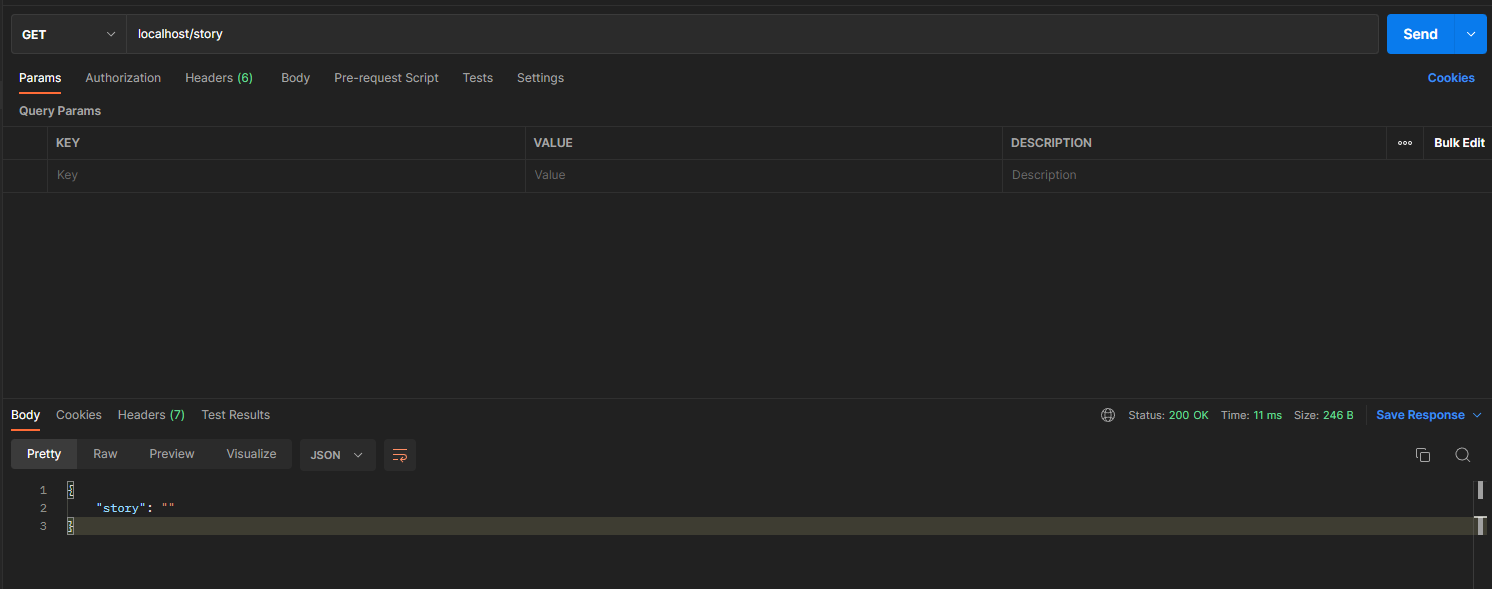 GET localhost/story Send
Params Authorization Headers (6) Body Pre-request Script Tests Settings Cookies
Query Params
KEY VALUE DESCRIPTION Bulk Edit
Key Value Description
Body Cookies Headers (7) Test Results Status: 200 OK Time: 11 ms Size: 246 B Save Response
Pretty Raw Preview Visualize JSON
1 {
2 "story": ""
3 }